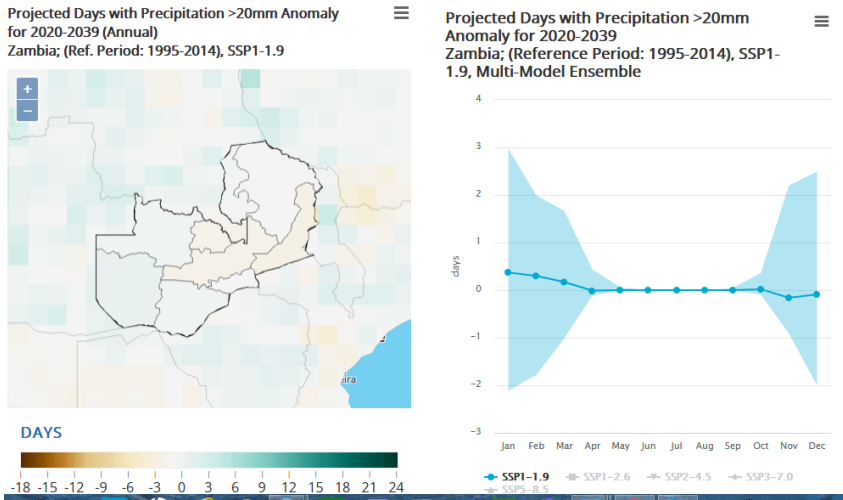 Projected Days with Precipitation >20mm Anomaly
for 2020-2039 (Annual)
Zambia; (Ref. Period: 1995-2014), SSP1-1.9
+
−
ira
DAYS
-18 -15 -12 -9 -6 -3 0 3 6 9 12 15 18 21 24
Projected Days with Precipitation >20mm
Anomaly for 2020-2039
Zambia; (Reference Period: 1995-2014), SSP1-
1.9, Multi-Model Ensemble
4
3
2
1
0
−1
−2
−3
days
Jan Feb Mar Apr May Jun Jul Aug Sep Oct Nov Dec
SSP1-1.9 SSP1-2.6 SSP2-4.5 SSP3-7.0
SSP5-8.5